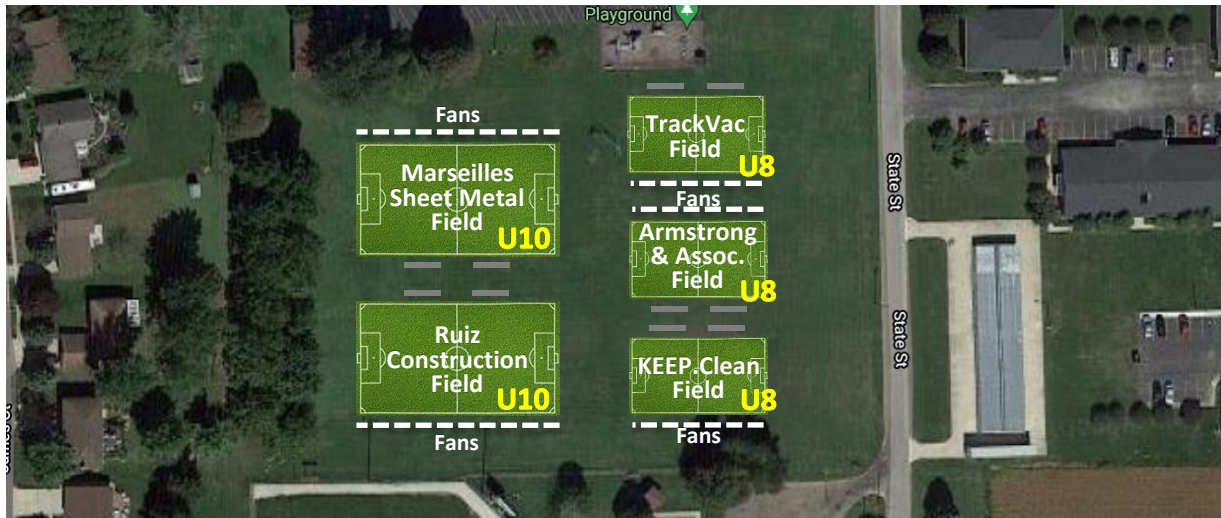 Playground
Fans
TrackVac
Field
U8
Marseilles
Sheet Metal
Field
U10
Fans
Armstrong
& Assoc.
Field
U8
State St
Ruiz
Construction
Field
U10
KEEP.Clean
Field
U8
State St
Fans
Fans